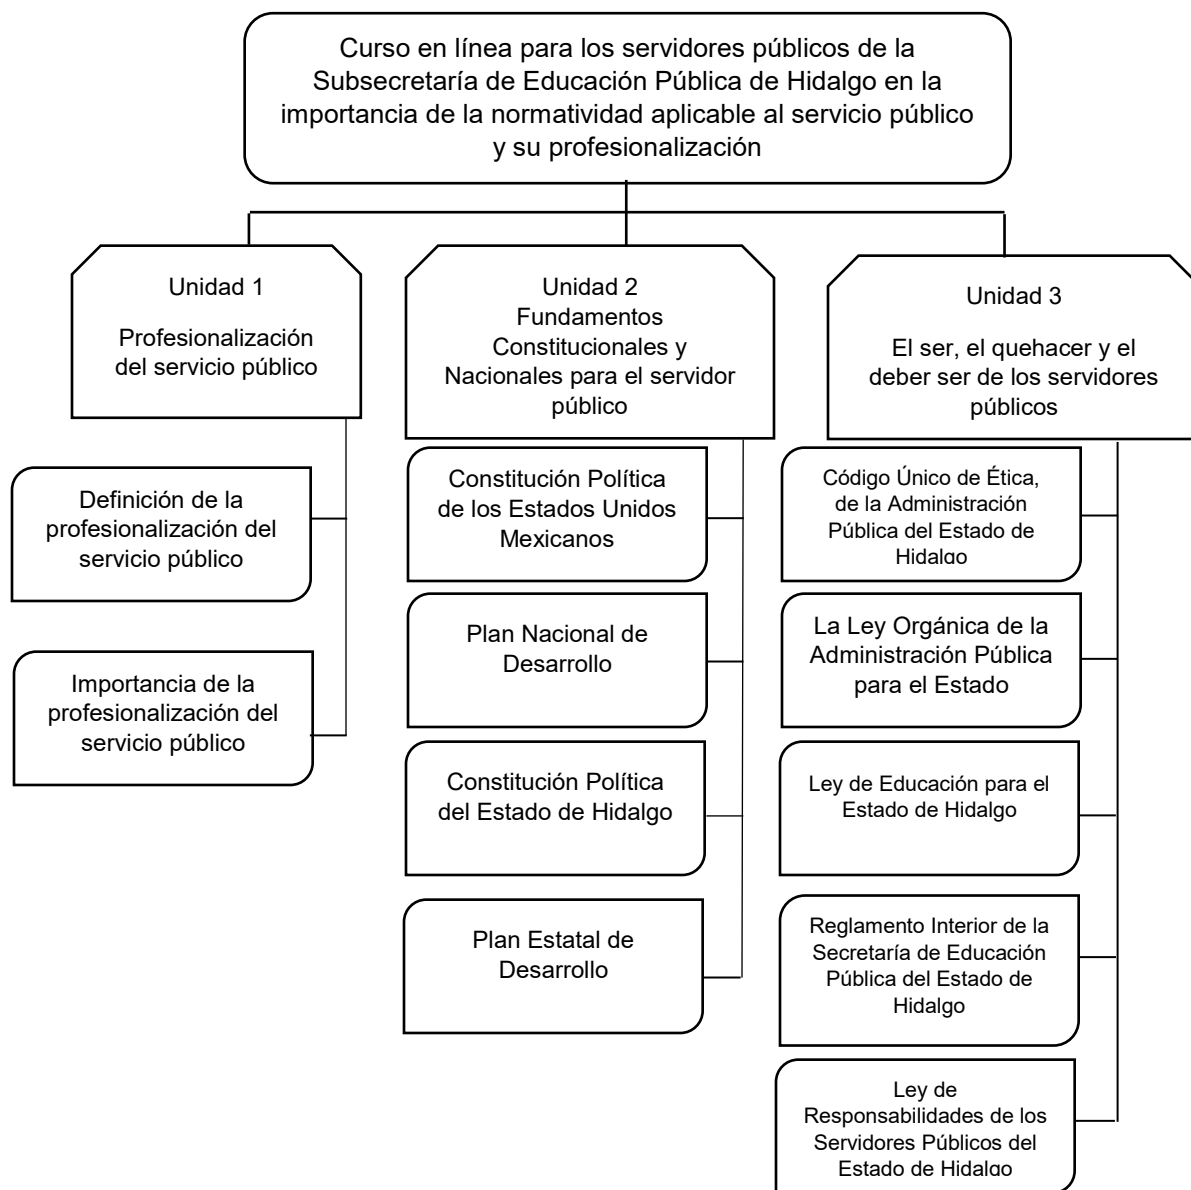 Curso en línea para los servidores públicos de la
Subsecretaría de Educación Pública de Hidalgo en la
importancia de la normatividad aplicable al servicio público
y su profesionalización
Unidad 1
Profesionalización
del servicio público
Definición de la
profesionalización del
servicio público
Importancia de la
profesionalización del
servicio público
Unidad 2
Fundamentos
Constitucionales y
Nacionales para el servidor
público
Constitución Política
de los Estados Unidos
Mexicanos
Plan Nacional de
Desarrollo
Constitución Política
del Estado de Hidalgo
Plan Estatal de
Desarrollo
Unidad 3
El ser, el quehacer y el
deber ser de los servidores
públicos
Código Único de Ética,
de la Administración
Pública del Estado de
Hidalgo
La Ley Orgánica de la
Administración Pública
para el Estado
Ley de Educación para el
Estado de Hidalgo
Reglamento Interior de la
Secretaría de Educación
Pública del Estado de
Hidalgo
Ley de
Responsabilidades de los
Servidores Públicos del
Estado de Hidalgo